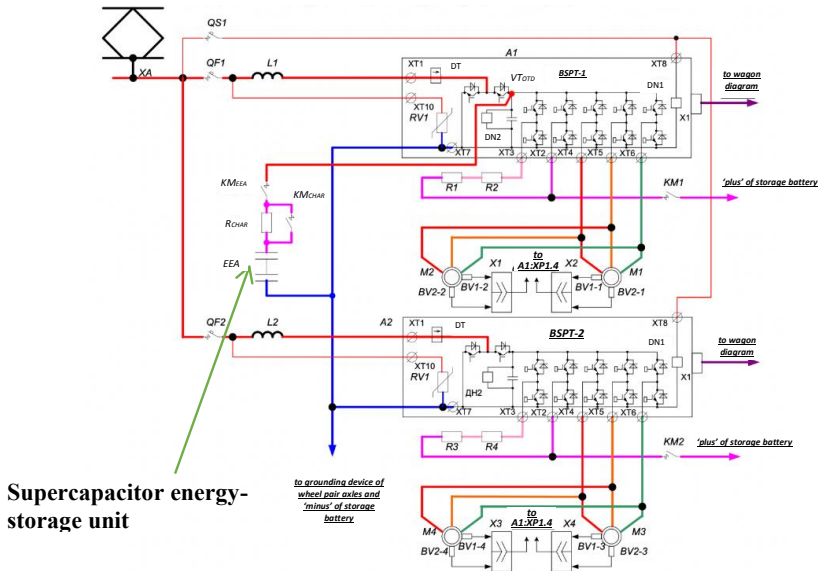 QS1
QF1
L1
XA
A1
XT1
DT
VTOTD
BSPT-1
XT8
DN1
to wagon
diagram
X1
XT10
RV1
DN2
XT7
XT3
XT2
XT4
XT5
XT6
KMEEA
KMCHAR
RCHAR
EEA
R1
R2
KM1
'plus' of storage battery
to
A1:XP1.4
X1
X2
M2
BV1-2
BV2-2
BV1-1
M1
BV2-1
QF2
L2
A2
XT1
DT
BSPT-2
XT8
DN1
to wagon
diagram
X1
XT10
RV1
ДН2
XT7
XT3
XT2
XT4
XT5
XT6
R3
R4
KM2
'plus' of storage battery
Supercapacitor energy-
storage unit
to grounding device of
wheel pair axles and
'minus' of storage
battery
to
A1:XP1.4
X3
X4
M4
BV1-4
BV2-4
BV1-3
M3
BV2-3